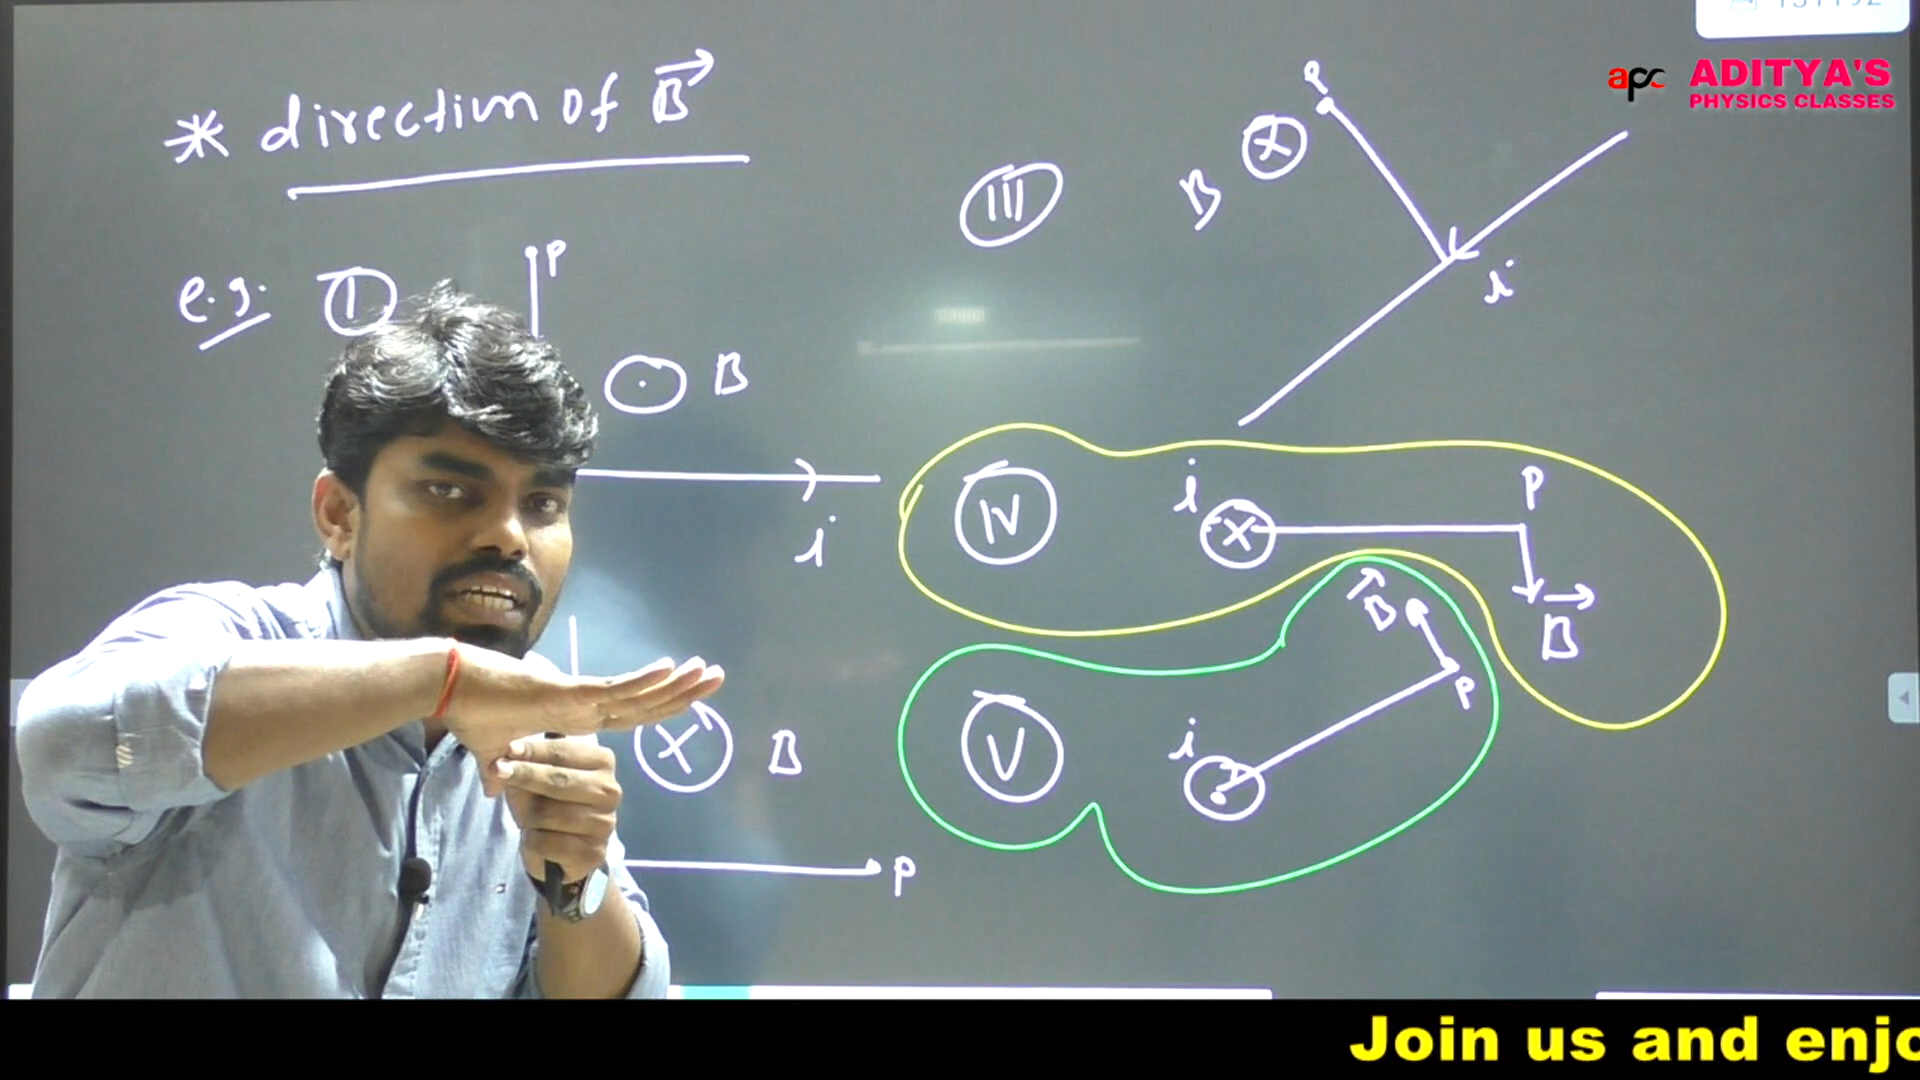 * direction of B
e.g. I
P
B
i
B
P
III
P
B
X
i
IV
i
X
P
B
V
i
B
P
X
apc ADITYA'S
PHYSICS CLASSES
Join us and enjo